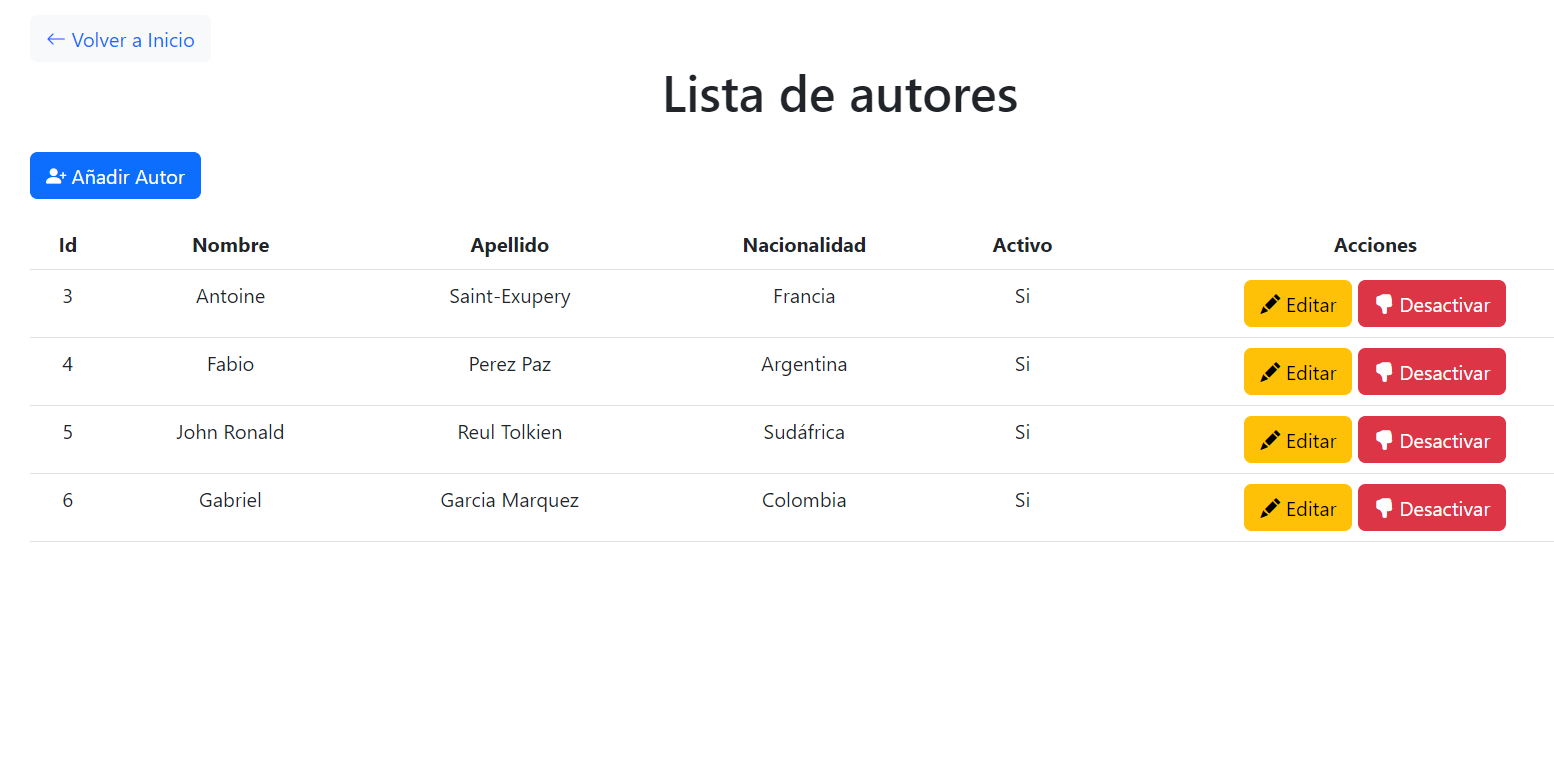 Volver a Inicio
Lista de autores
Añadir Autor
Id Nombre Apellido Nacionalidad Activo Acciones
3 Antoine Saint-Exupery Francia Si Editar Desactivar
4 Fabio Perez Paz Argentina Si Editar Desactivar
5 John Ronald Reul Tolkien Sudáfrica Si Editar Desactivar
6 Gabriel Garcia Marquez Colombia Si Editar Desactivar